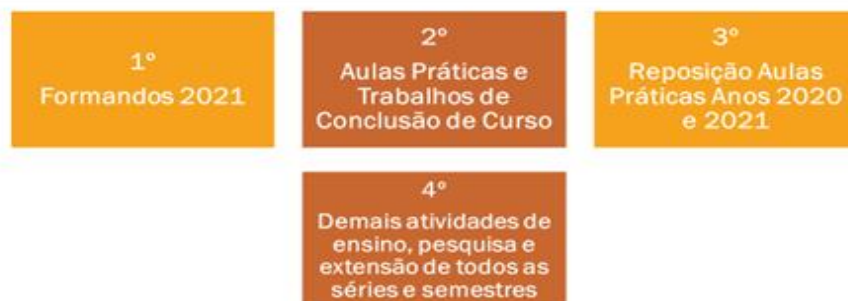 1º
Formandos 2021
2º
Aulas Práticas e
Trabalhos de
Conclusão de Curso
3º
Reposição Aulas
Práticas Anos 2020
e 2021
4º
Demais atividades de
ensino, pesquisa e
extensão de todos as
séries e semestres